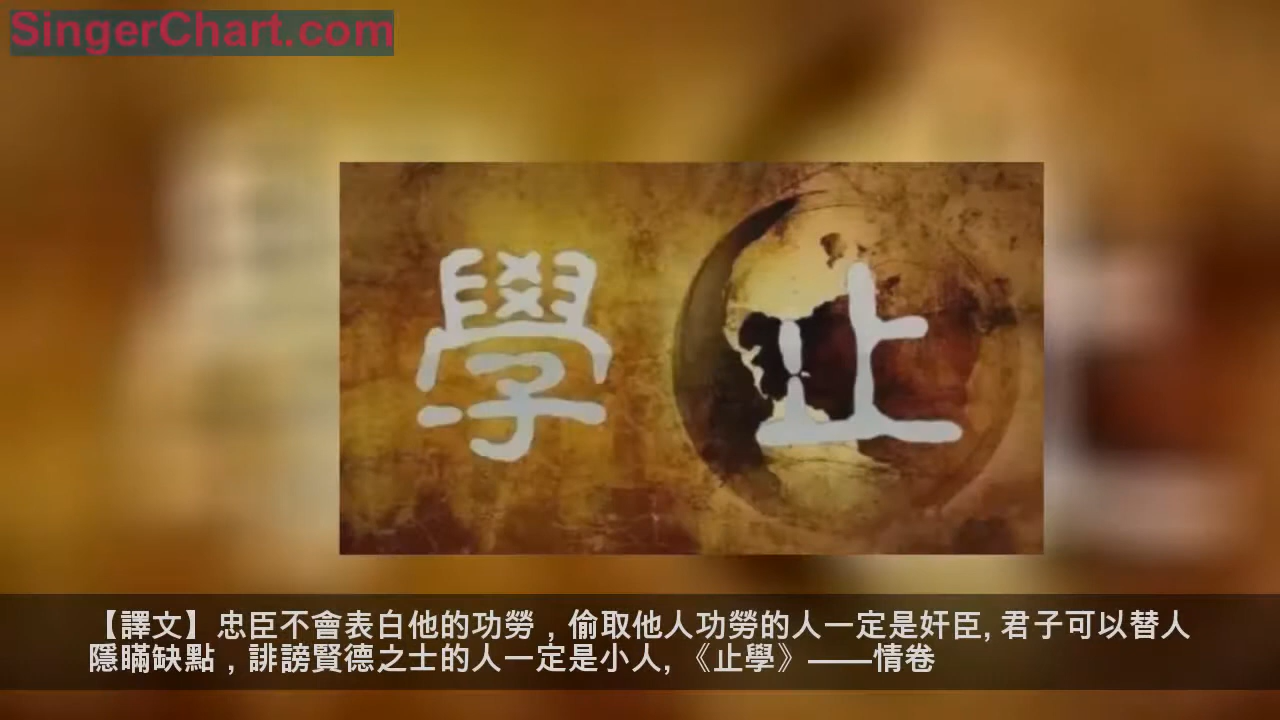 SingerChart.com
學止
【譯文】忠臣不會表白他的功勞，偷取他人功勞的人一定是奸臣, 君子可以替人
隱瞞缺點，誹謗賢德之士的人一定是小人, 《止學》——情卷